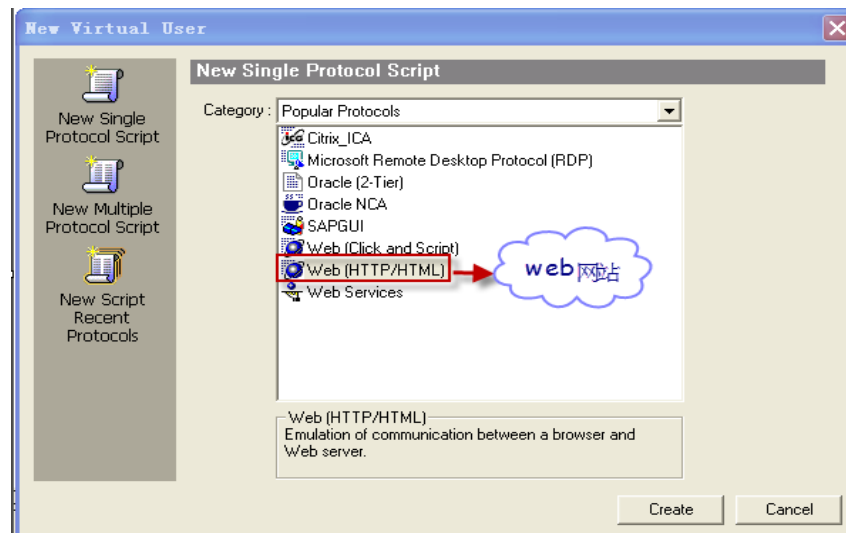 New Virtual User
New Single
Protocol Script
New Multiple
Protocol Script
New Script
Recent
Protocols
New Single Protocol Script
Category :
Popular Protocols
Citrix_ICA
Microsoft Remote Desktop Protocol (RDP)
Oracle (2-Tier)
Oracle NCA
SAPGUI
Web (Click and Script)
Web (HTTP/HTML)
Web Services
web网站
Web (HTTP/HTML)
Emulation of communication between a browser and
Web server.
Create
Cancel